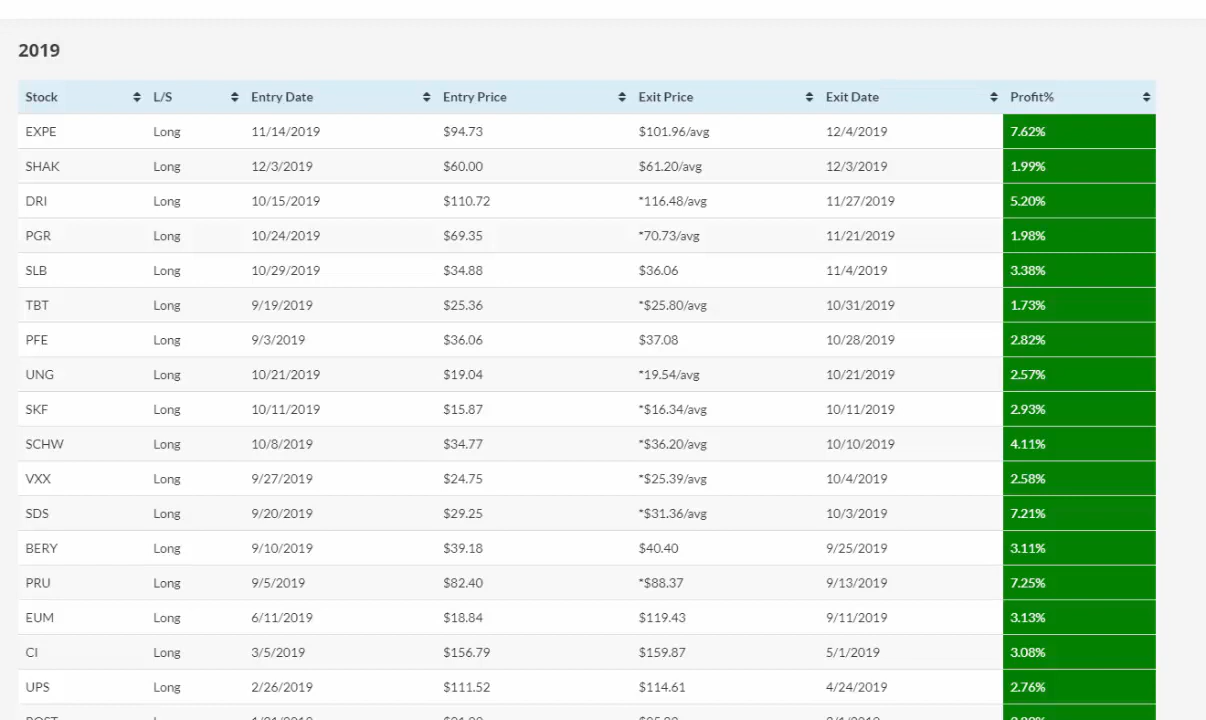 2019
Stock L/S Entry Date Entry Price Exit Price Exit Date Profit%
EXPE Long 11/14/2019 $94.73 $101.96/avg 12/4/2019 7.62%
SHAK Long 12/3/2019 $60.00 $61.20/avg 12/3/2019 1.99%
DRI Long 10/15/2019 $110.72 *116.48/avg 11/27/2019 5.20%
PGR Long 10/24/2019 $69.35 *70.73/avg 11/21/2019 1.98%
SLB Long 10/29/2019 $34.88 $36.06 11/4/2019 3.38%
TBT Long 9/19/2019 $25.36 *$25.80/avg 10/31/2019 1.73%
PFE Long 9/3/2019 $36.06 $37.08 10/28/2019 2.82%
UNG Long 10/21/2019 $19.04 *19.54/avg 10/21/2019 2.57%
SKF Long 10/11/2019 $15.87 *$16.34/avg 10/11/2019 2.93%
SCHW Long 10/8/2019 $34.77 *$36.20/avg 10/10/2019 4.11%
VXX Long 9/27/2019 $24.75 *$25.39/avg 10/4/2019 2.58%
SDS Long 9/20/2019 $29.25 *$31.36/avg 10/3/2019 7.21%
BERY Long 9/10/2019 $39.18 $40.40 9/25/2019 3.11%
PRU Long 9/5/2019 $82.40 *$88.37 9/13/2019 7.25%
EUM Long 6/11/2019 $18.84 $119.43 9/11/2019 3.13%
CI Long 3/5/2019 $156.79 $159.87 5/1/2019 3.08%
UPS Long 2/26/2019 $111.52 $114.61 4/24/2019 2.76%